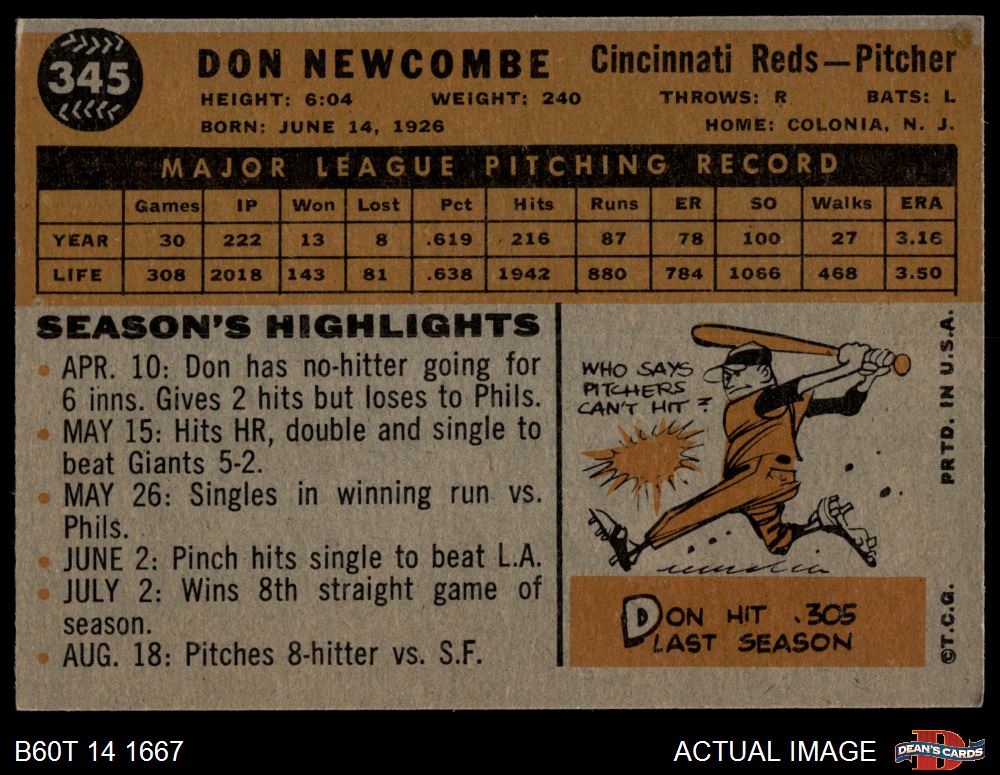 345
DON NEWCOMBE Cincinnati Reds—Pitcher
HEIGHT: 6:04 WEIGHT: 240 THROWS: R BATS: L
BORN: JUNE 14, 1926 HOME: COLONIA, N. J.
MAJOR LEAGUE PITCHING RECORD
Games IP Won Lost Pct Hits Runs ER SO Walks ERA
YEAR 30 222 13 8 .619 216 87 78 100 27 3.16
LIFE 308 2018 143 81 .638 1942 880 784 1066 468 3.50
SEASON'S HIGHLIGHTS
• APR. 10: Don has no-hitter going for
6 inns. Gives 2 hits but loses to Phils.
• MAY 15: Hits HR, double and single to
beat Giants 5-2.
• MAY 26: Singles in winning run vs.
Phils.
• JUNE 2: Pinch hits single to beat L.A.
• JULY 2: Wins 8th straight game of
season.
• AUG. 18: Pitches 8-hitter vs. S.F.
WHO SAYS
PITCHERS
CAN'T HIT?
DON HIT .305
LAST SEASON
©T.C.G. PRTD. IN U.S.A.
B60T 14 1667 ACTUAL IMAGE DEAN'S CARDS